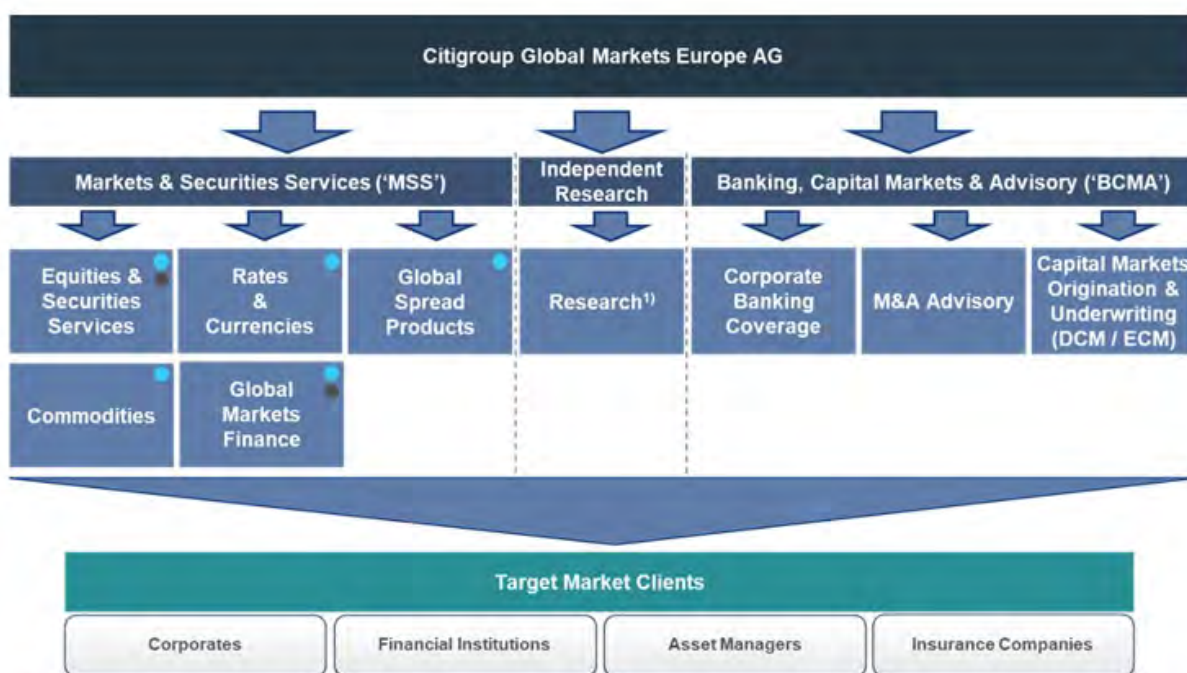 Citigroup Global Markets Europe AG
Markets & Securities Services (‘MSS’)
Independent
Research
Banking, Capital Markets & Advisory (‘BCMA’)
Equities &
Securities
Services
Rates
&
Currencies
Global
Spread
Products
Research¹⁾
Corporate
Banking
Coverage
M&A Advisory
Capital Markets
Origination &
Underwriting
(DCM / ECM)
Commodities
Global
Markets
Finance
Target Market Clients
Corporates
Financial Institutions
Asset Managers
Insurance Companies